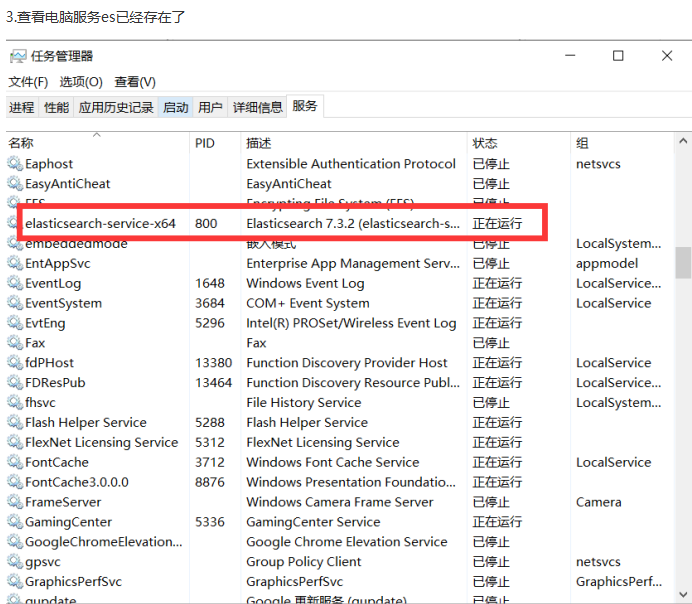 3.查看电脑服务es已经存在了
任务管理器
文件(F) 选项(O) 查看(V)
进程 性能 应用历史记录 启动 用户 详细信息 服务
名称 PID 描述 状态 组
Eaphost Extensible Authentication Protocol 已停止 netsvcs
EasyAntiCheat EasyAntiCheat 已停止
EFS Encrypting File System (EFS) 已停止
elasticsearch-service-x64 800 Elasticsearch 7.3.2 (elasticsearch-s... 正在运行
embeddedmode 嵌入模式 已停止 LocalSystem...
EntAppSvc Enterprise App Management Serv... 已停止 appmodel
EventLog 1648 Windows Event Log 正在运行 LocalService...
EventSystem 3684 COM+ Event System 正在运行 LocalService
EvtEng 5296 Intel(R) PROSet/Wireless Event Log 正在运行
Fax Fax 已停止
fdPHost 13380 Function Discovery Provider Host 正在运行 LocalService
FDResPub 13464 Function Discovery Resource Publ... 正在运行 LocalService...
fhsvc File History Service 已停止 LocalSystem...
Flash Helper Service 5288 Flash Helper Service 正在运行
FlexNet Licensing Service 5312 FlexNet Licensing Service 正在运行
FontCache 3712 Windows Font Cache Service 正在运行 LocalService
FontCache3.0.0.0 8876 Windows Presentation Foundatio... 正在运行
FrameServer Windows Camera Frame Server 已停止 Camera
GamingCenter 5336 GamingCenter Service 正在运行
GoogleChromeElevation... Google Chrome Elevation Service 已停止
gpsvc Group Policy Client 已停止 netsvcs
GraphicsPerfSvc GraphicsPerfSvc 已停止 GraphicsPerf...
gupdate Google 更新服务 (gupdate) 已停止